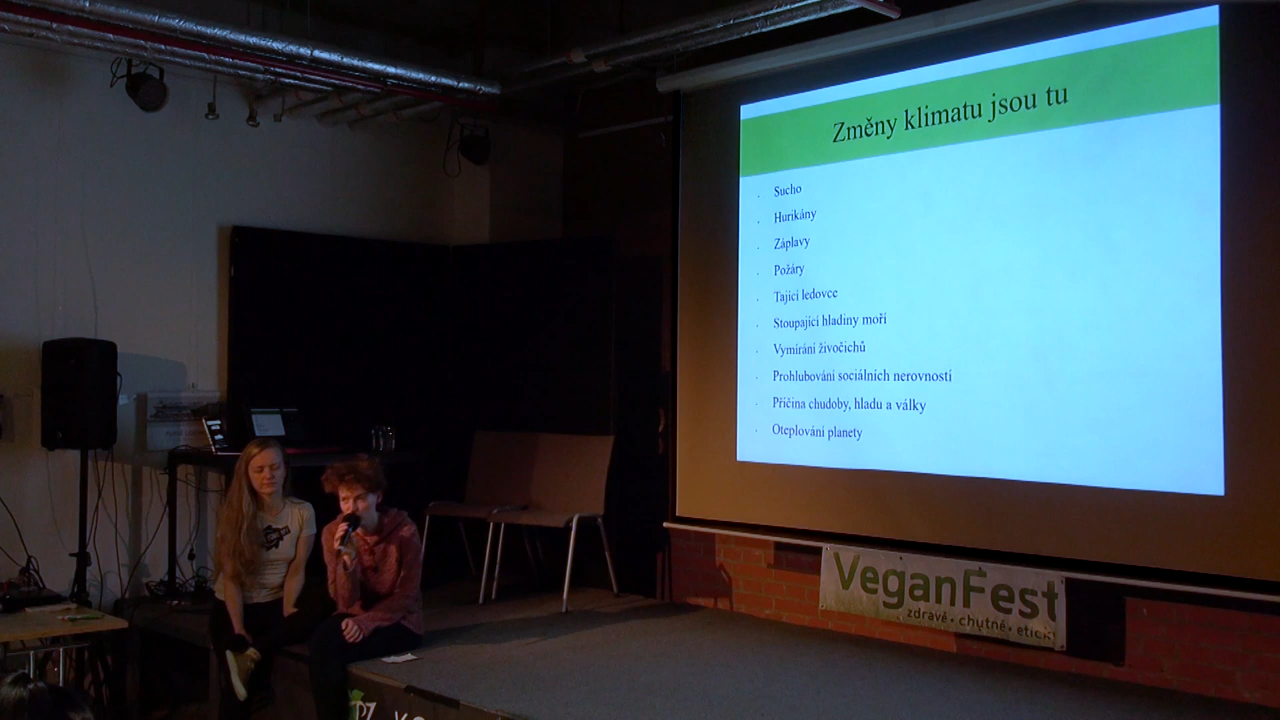 Změny klimatu jsou tu
Sucho
Hurikány
Záplavy
Požáry
Tající ledovce
Stoupající hladiny moří
Vymírání živočichů
Prohlubování sociálních nerovností
Příčina chudoby, hladu a války
Oteplování planety
VeganFest
zdravě • chutně • eticky